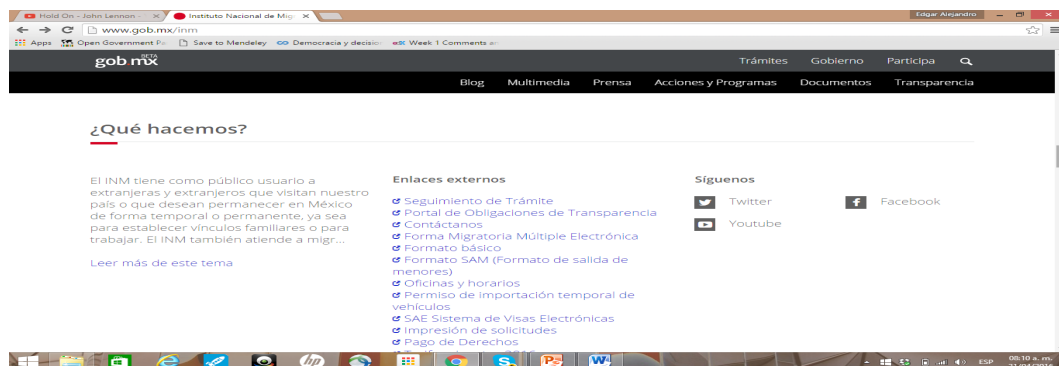 Hold On - John Lennon -
Instituto Nacional de Mig
Edgar Alejandro
www.gob.mx/inm
Apps
Open Government Pa
Save to Mendeley
Democracia y decisio
Week 1 Comments a
gob.mx BETA
Trámites Gobierno Participa
Blog Multimedia Prensa Acciones y Programas Documentos Transparencia
¿Qué hacemos?
El INM tiene como público usuario a
extranjeras y extranjeros que visitan nuestro
país o que desean permanecer en México
de forma temporal o permanente, ya sea
para establecer vínculos familiares o para
trabajar. El INM también atiende a migr...
Leer más de este tema
Enlaces externos
Seguimiento de Trámite
Portal de Obligaciones de Transparencia
Contáctanos
Forma Migratoria Múltiple Electrónica
Formato básico
Formato SAM (Formato de salida de
menores)
Oficinas y horarios
Permiso de importación temporal de
vehículos
SAE Sistema de Visas Electrónicas
Impresión de solicitudes
Pago de Derechos
Síguenos
Twitter
Facebook
Youtube
ESP
08:10 a. m.